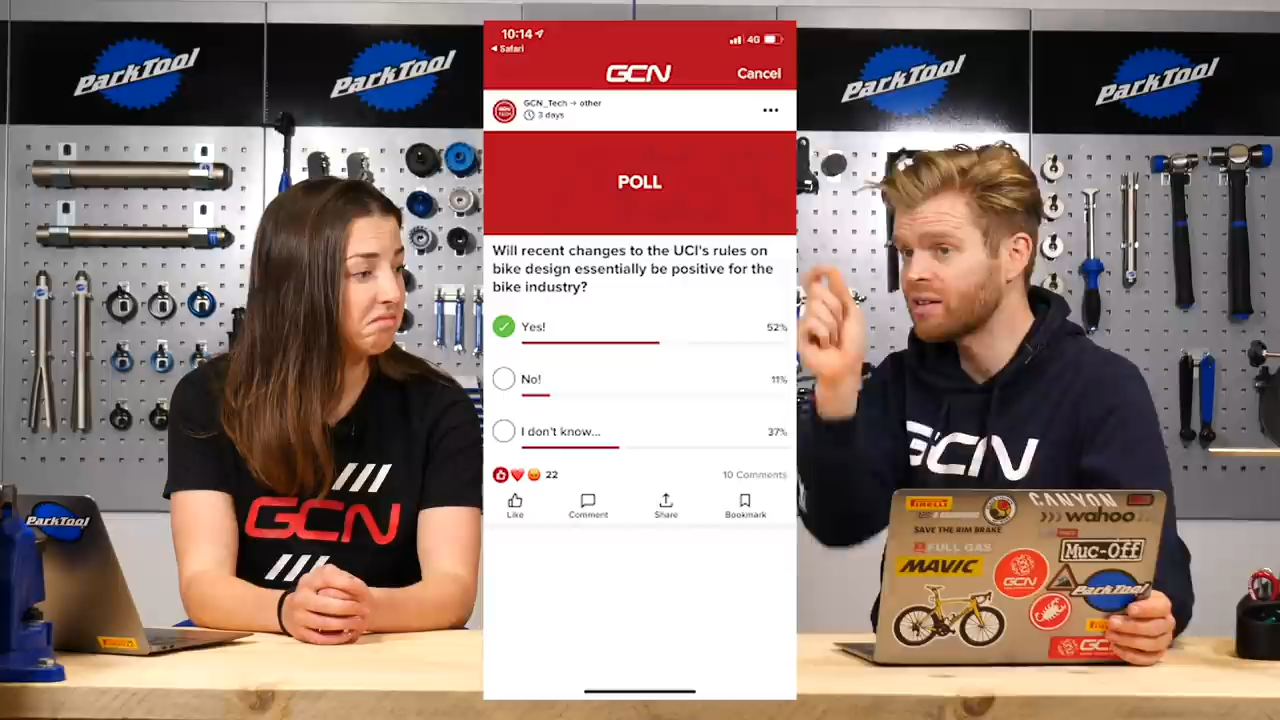 ParkTool
ParkTool
ParkTool
ParkTool
10:14
4G
Safari
GCN
Cancel
GCN_Tech → other
3 days
POLL
Will recent changes to the UCI's rules on
bike design essentially be positive for the
bike industry?
Yes!
52%
No!
11%
I don't know...
37%
22
10 Comments
Like
Comment
Share
Bookmark
GCN
GCN
ParkTool
PIRELLI
PIRELLI
CANYON
wahoo
SAVE THE RIM BRAKE
FULL GAS
Muc-Off
MAVIC
GCN
ParkTool
GC